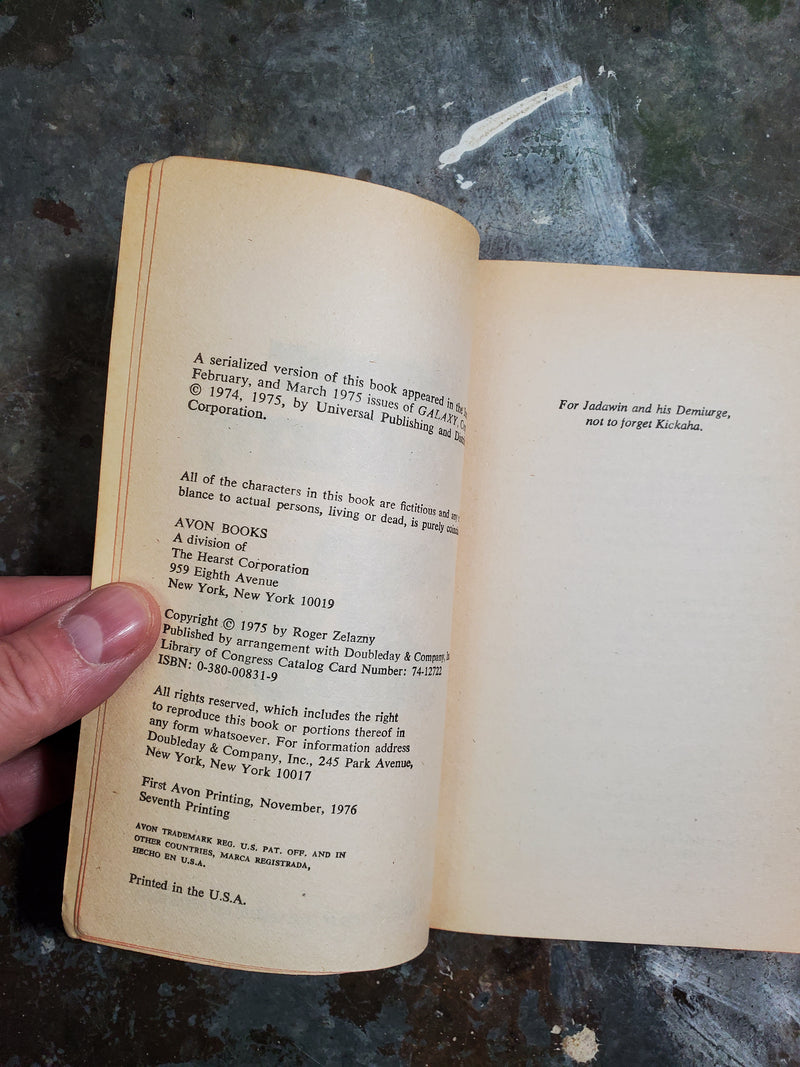 A serialized version of this book appeared in the
February, and March 1975 issues of GALAXY,
© 1974, 1975, by Universal Publishing and
Corporation.
All of the characters in this book are fictitious and any
blance to actual persons, living or dead, is purely
AVON BOOKS
A division of
The Hearst Corporation
959 Eighth Avenue
New York, New York 10019
Copyright © 1975 by Roger Zelazny
Published by arrangement with Doubleday & Company,
Library of Congress Catalog Card Number: 74-12722
ISBN: 0-380-00831-9
All rights reserved, which includes the right
to reproduce this book or portions thereof in
any form whatsoever. For information address
Doubleday & Company, Inc., 245 Park Avenue,
New York, New York 10017
First Avon Printing, November, 1976
Seventh Printing
AVON TRADEMARK REG. U.S. PAT. OFF. AND IN
OTHER COUNTRIES, MARCA REGISTRADA,
HECHO EN U.S.A.
Printed in the U.S.A.
For Jadawin and his Demiurge,
not to forget Kickaha.